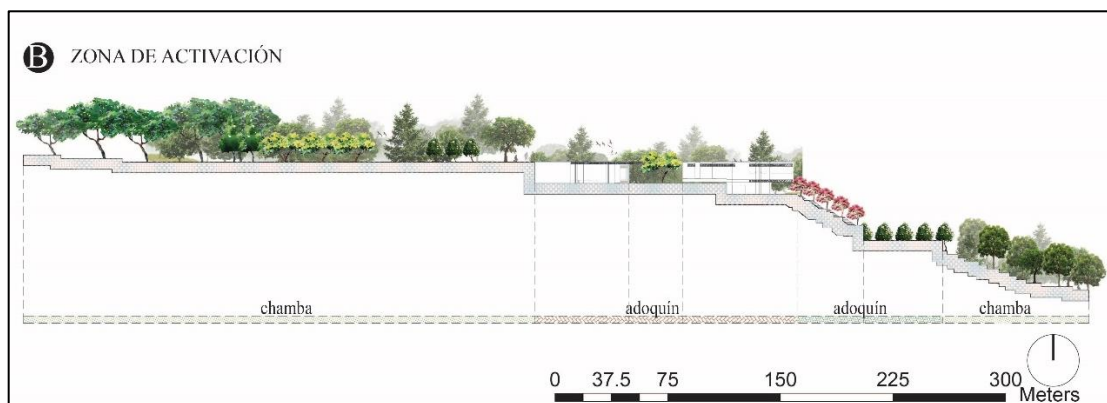 B ZONA DE ACTIVACIÓN
chamba adoquín adoquín chamba
0 37.5 75 150 225 300
Meters